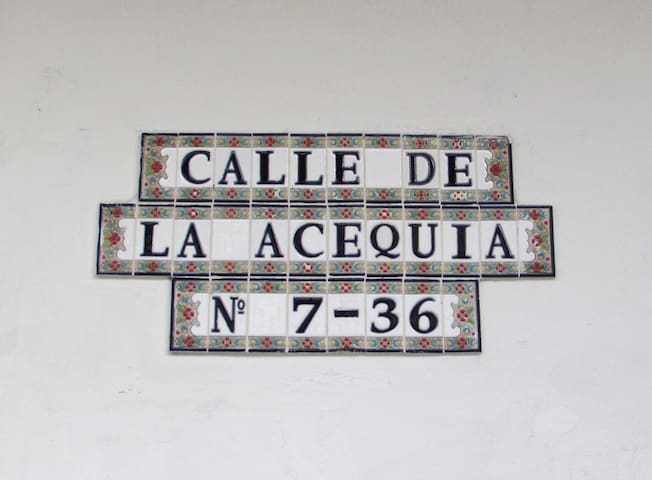 CALLE DE
LA ACEQUIA
Nº 7-36